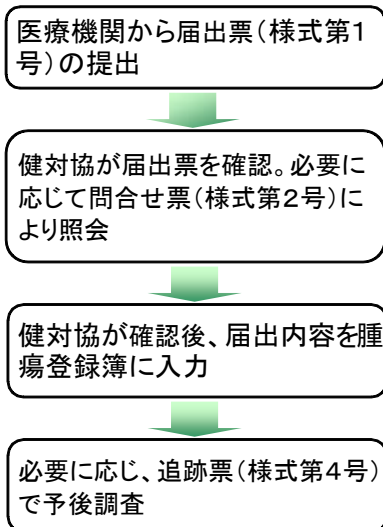 医療機関から届出票(様式第1
号)の提出
健対協が届出票を確認。必要に
応じて問合せ票(様式第2号)に
より照会
健対協が確認後、届出内容を腫
瘍登録簿に入力
必要に応じ、追跡票(様式第4号)
で予後調査